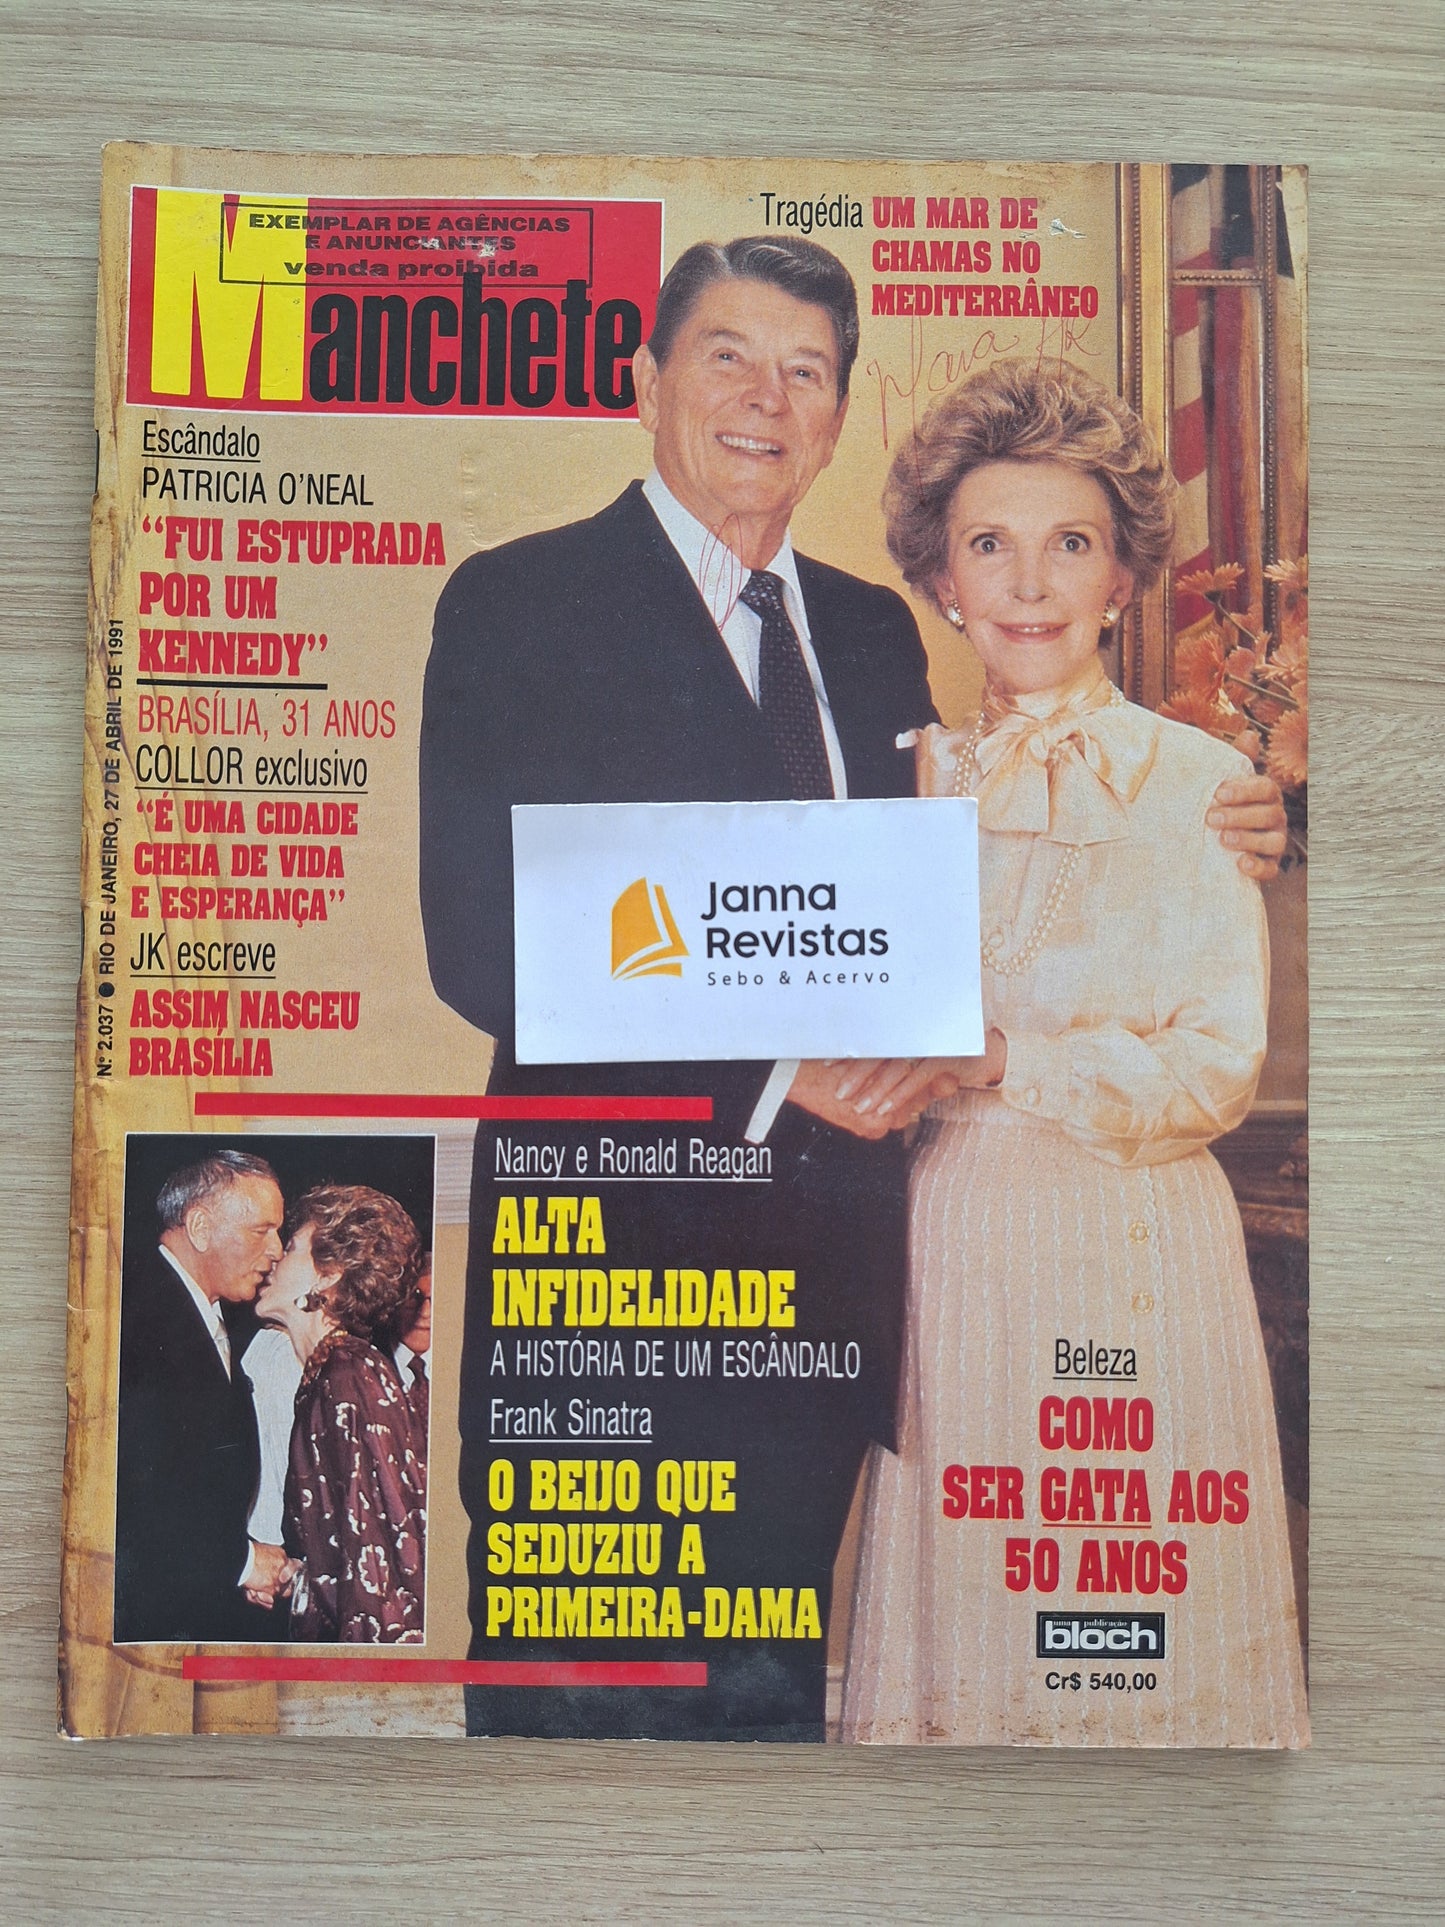 EXEMPLAR DE AGÊNCIAS
E ANUNCIANTES
venda proibida
Manchete
Tragédia UM MAR DE
CHAMAS NO
MEDITERRÂNEO
Escândalo
PATRICIA O'NEAL
“FUI ESTUPRADA
POR UM
KENNEDY”
BRASÍLIA, 31 ANOS
COLLOR exclusivo
“É UMA CIDADE
CHEIA DE VIDA
E ESPERANÇA”
JK escreve
ASSIM NASCEU
BRASÍLIA
N° 2.037 ● RIO DE JANEIRO, 27 DE ABRIL DE 1991
Janna
Revistas
Sebo & Acervo
Nancy e Ronald Reagan
ALTA
INFIDELIDADE
A HISTÓRIA DE UM ESCÂNDALO
Frank Sinatra
O BEIJO QUE
SEDUZIU A
PRIMEIRA-DAMA
Beleza
COMO
SER GATA AOS
50 ANOS
uma publicação
bloch
Cr$ 540,00